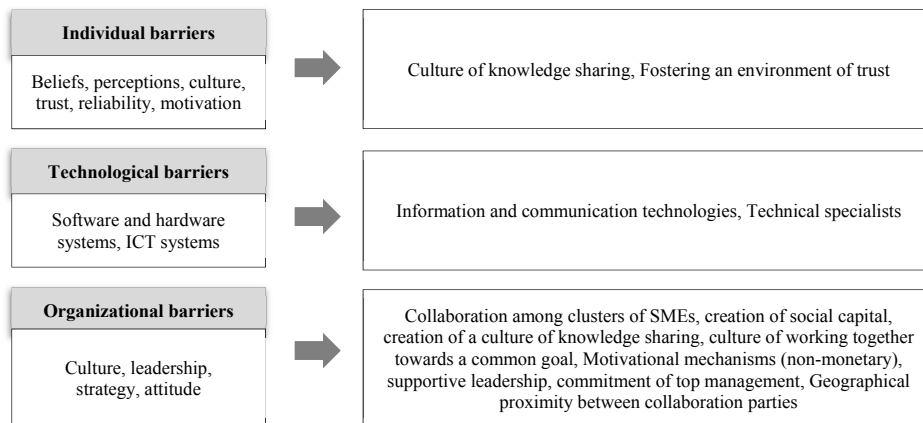 Individual barriers
Beliefs, perceptions, culture,
trust, reliability, motivation
Culture of knowledge sharing, Fostering an environment of trust
Technological barriers
Software and hardware
systems, ICT systems
Information and communication technologies, Technical specialists
Organizational barriers
Culture, leadership,
strategy, attitude
Collaboration among clusters of SMEs, creation of social capital,
creation of a culture of knowledge sharing, culture of working together
towards a common goal, Motivational mechanisms (non-monetary),
supportive leadership, commitment of top management, Geographical
proximity between collaboration parties